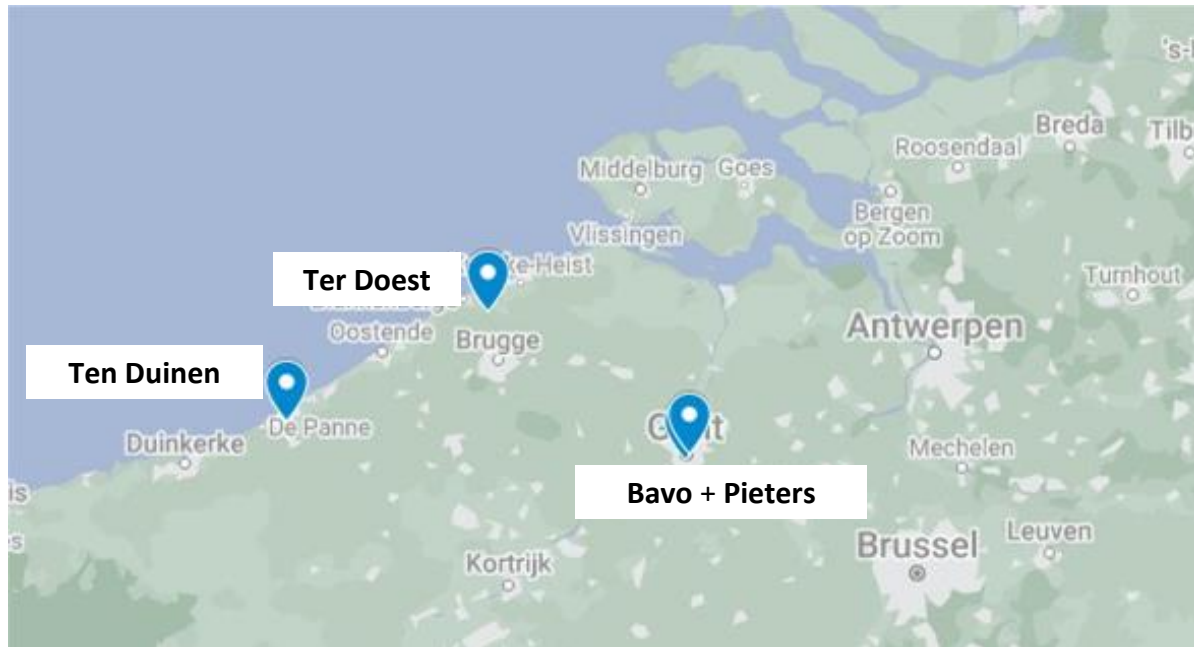 's-H
Breda
Tilb
Roosendaal
Middelburg
Goes
Bergen
op Zoom
Vlissingen
Ter Doest
ke-Heist
Turnhout
Oostende
Brugge
Antwerpen
Ten Duinen
De Panne
Duinkerke
Mechelen
Bavo + Pieters
is
Leuven
Brussel
Kortrijk